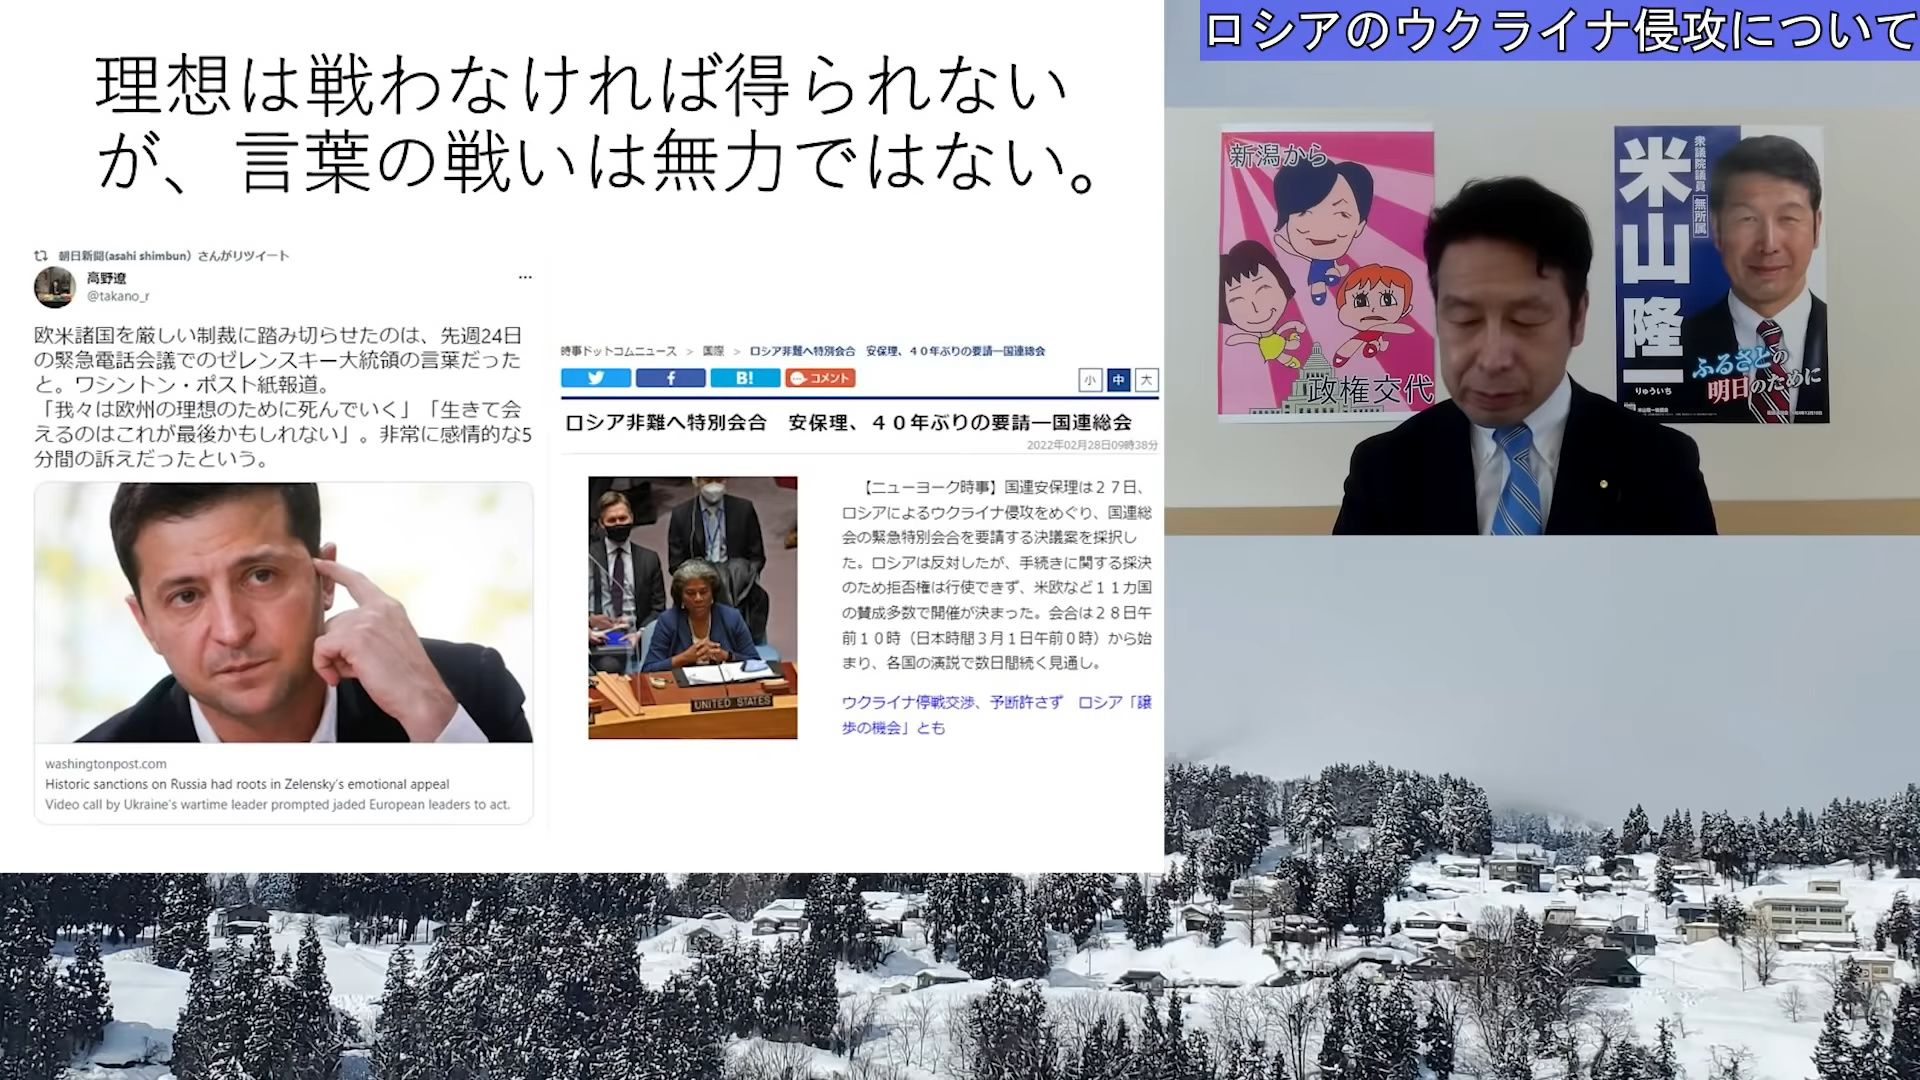 ロシアのウクライナ侵攻について
理想は戦わなければ得られない
が、言葉の戦いは無力ではない。
朝日新聞(asahi shimbun）さんがリツイート
高野遼
@takano_r
欧米諸国を厳しい制裁に踏み切らせたのは、先週24日
の緊急電話会議でのゼレンスキー大統領の言葉だった
と。ワシントン・ポスト紙報道。
「我々は欧州の理想のために死んでいく」「生きて会
えるのはこれが最後かもしれない」。非常に感情的な5
分間の訴えだったという。
washingtonpost.com
Historic sanctions on Russia had roots in Zelensky's emotional appeal
Video call by Ukraine's wartime leader prompted jaded European leaders to act.
時事ドットコムニュース > 国際 > ロシア非難へ特別会合　安保理、４０年ぶりの要請―国連総会
B! コメント
小 中 大
ロシア非難へ特別会合　安保理、４０年ぶりの要請―国連総会
2022年02月28日09時38分
【ニューヨーク時事】国連安保理は２７日、
ロシアによるウクライナ侵攻をめぐり、国連総
会の緊急特別会合を要請する決議案を採択し
た。ロシアは反対したが、手続きに関する採決
のため拒否権は行使できず、米欧など１１カ国
の賛成多数で開催が決まった。会合は２８日午
前１０時（日本時間３月１日午前０時）から始
まり、各国の演説で数日間続く見通し。
ウクライナ停戦交渉、予断許さず　ロシア「譲
歩の機会」とも
UNITED STATES
新潟から
政権交代
衆議院議員
無所属
米山隆一
りゅういち
ふるさとの
明日のために